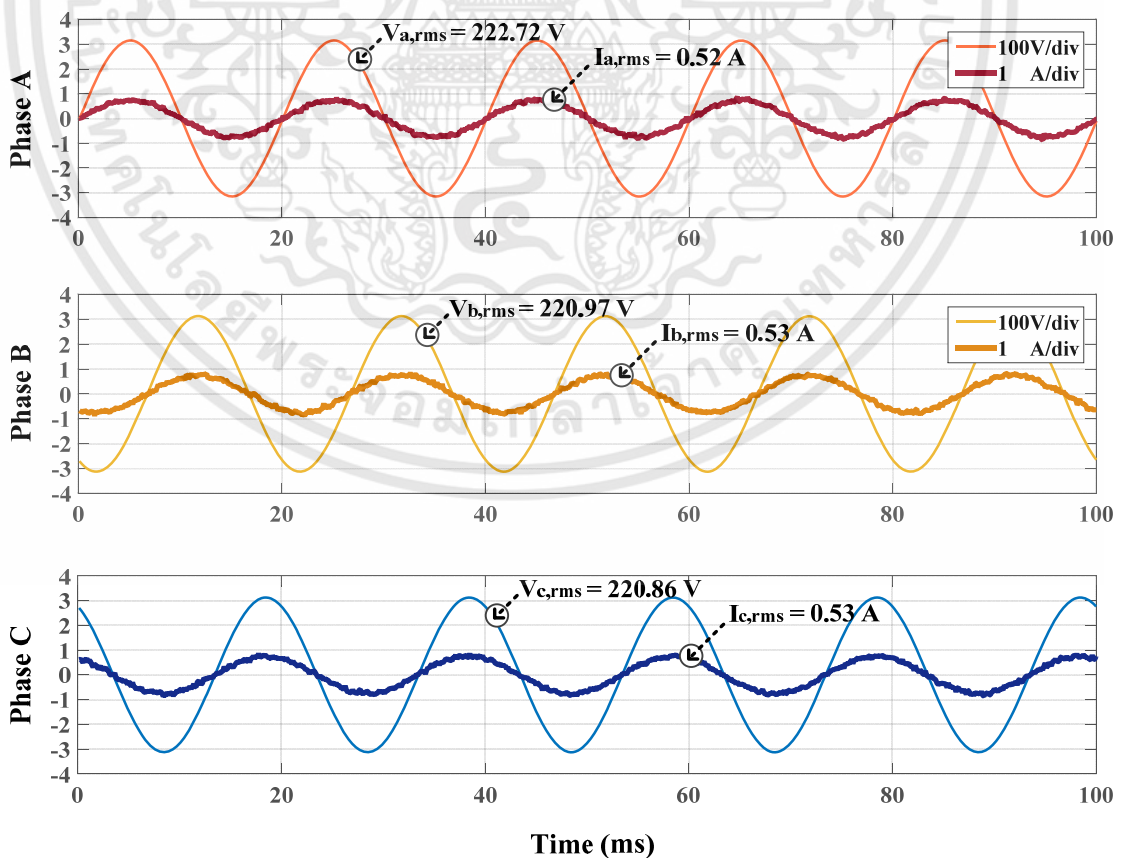 Phase A
4
3
2
1
0
-1
-2
-3
-4
Va,rms = 222.72 V
Ia,rms = 0.52 A
100V/div
1 A/div
0 20 40 60 80 100
Phase B
4
3
2
1
0
-1
-2
-3
-4
Vb,rms = 220.97 V
Ib,rms = 0.53 A
100V/div
1 A/div
0 20 40 60 80 100
Phase C
4
3
2
1
0
-1
-2
-3
-4
Vc,rms = 220.86 V
Ic,rms = 0.53 A
0 20 40 60 80 100
Time (ms)